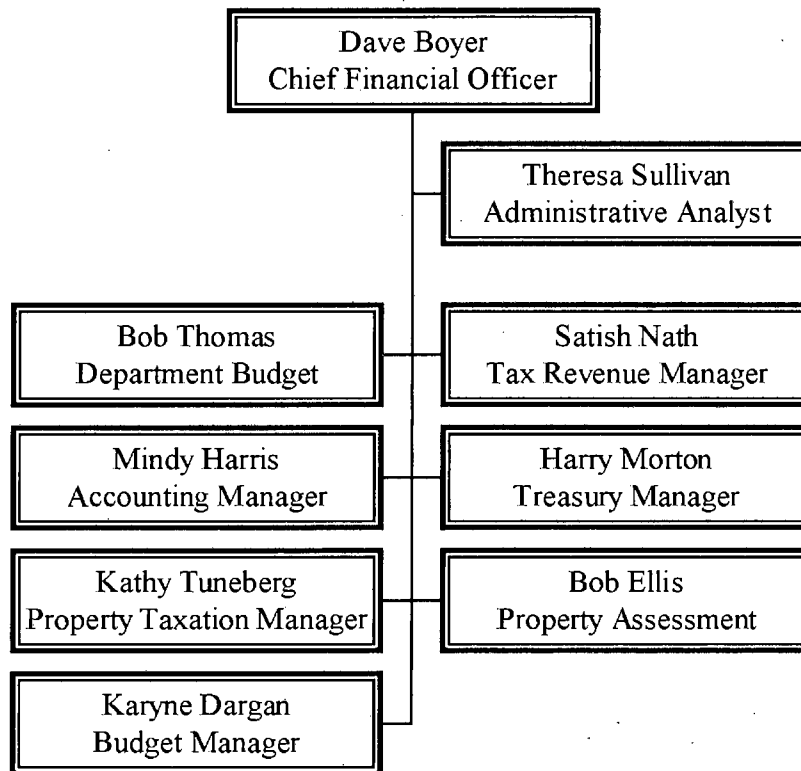 Dave Boyer
Chief Financial Officer
Theresa Sullivan
Administrative Analyst
Bob Thomas
Department Budget
Satish Nath
Tax Revenue Manager
Mindy Harris
Accounting Manager
Harry Morton
Treasury Manager
Kathy Tuneberg
Property Taxation Manager
Bob Ellis
Property Assessment
Karyne Dargan
Budget Manager